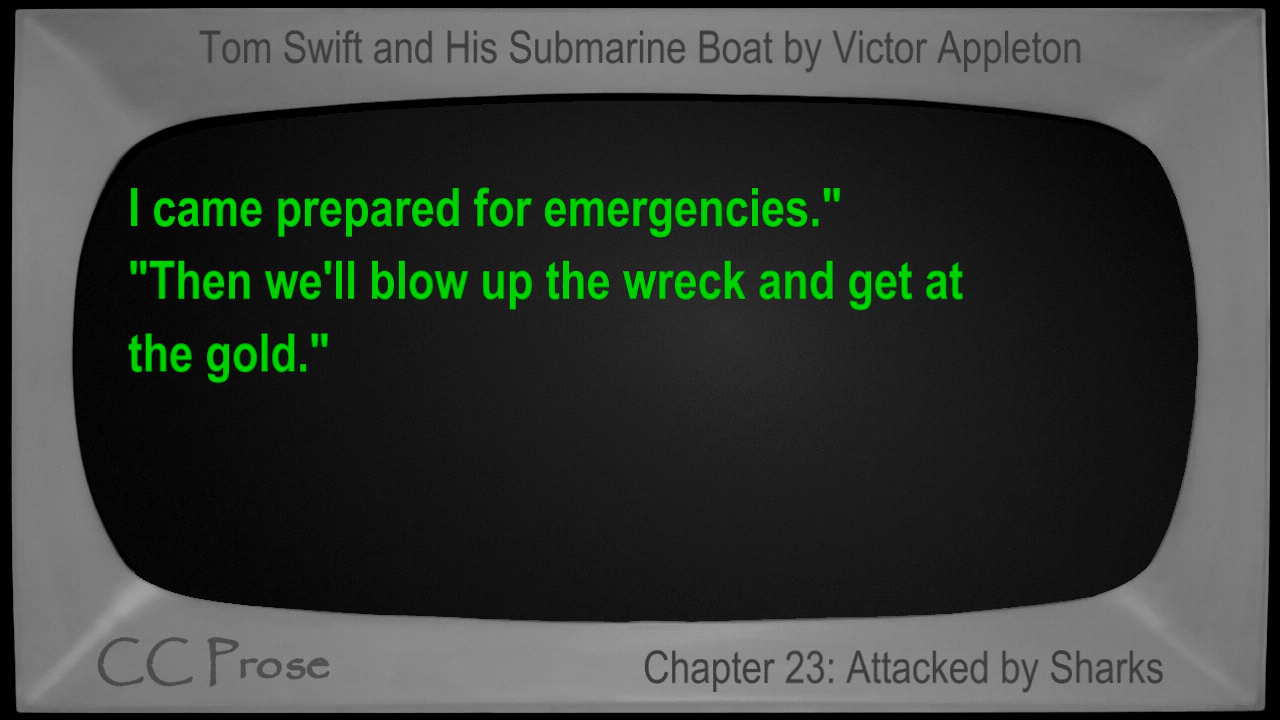 Tom Swift and His Submarine Boat by Victor Appleton
I came prepared for emergencies."
"Then we'll blow up the wreck and get at
the gold."
CC Prose
Chapter 23: Attacked by Sharks